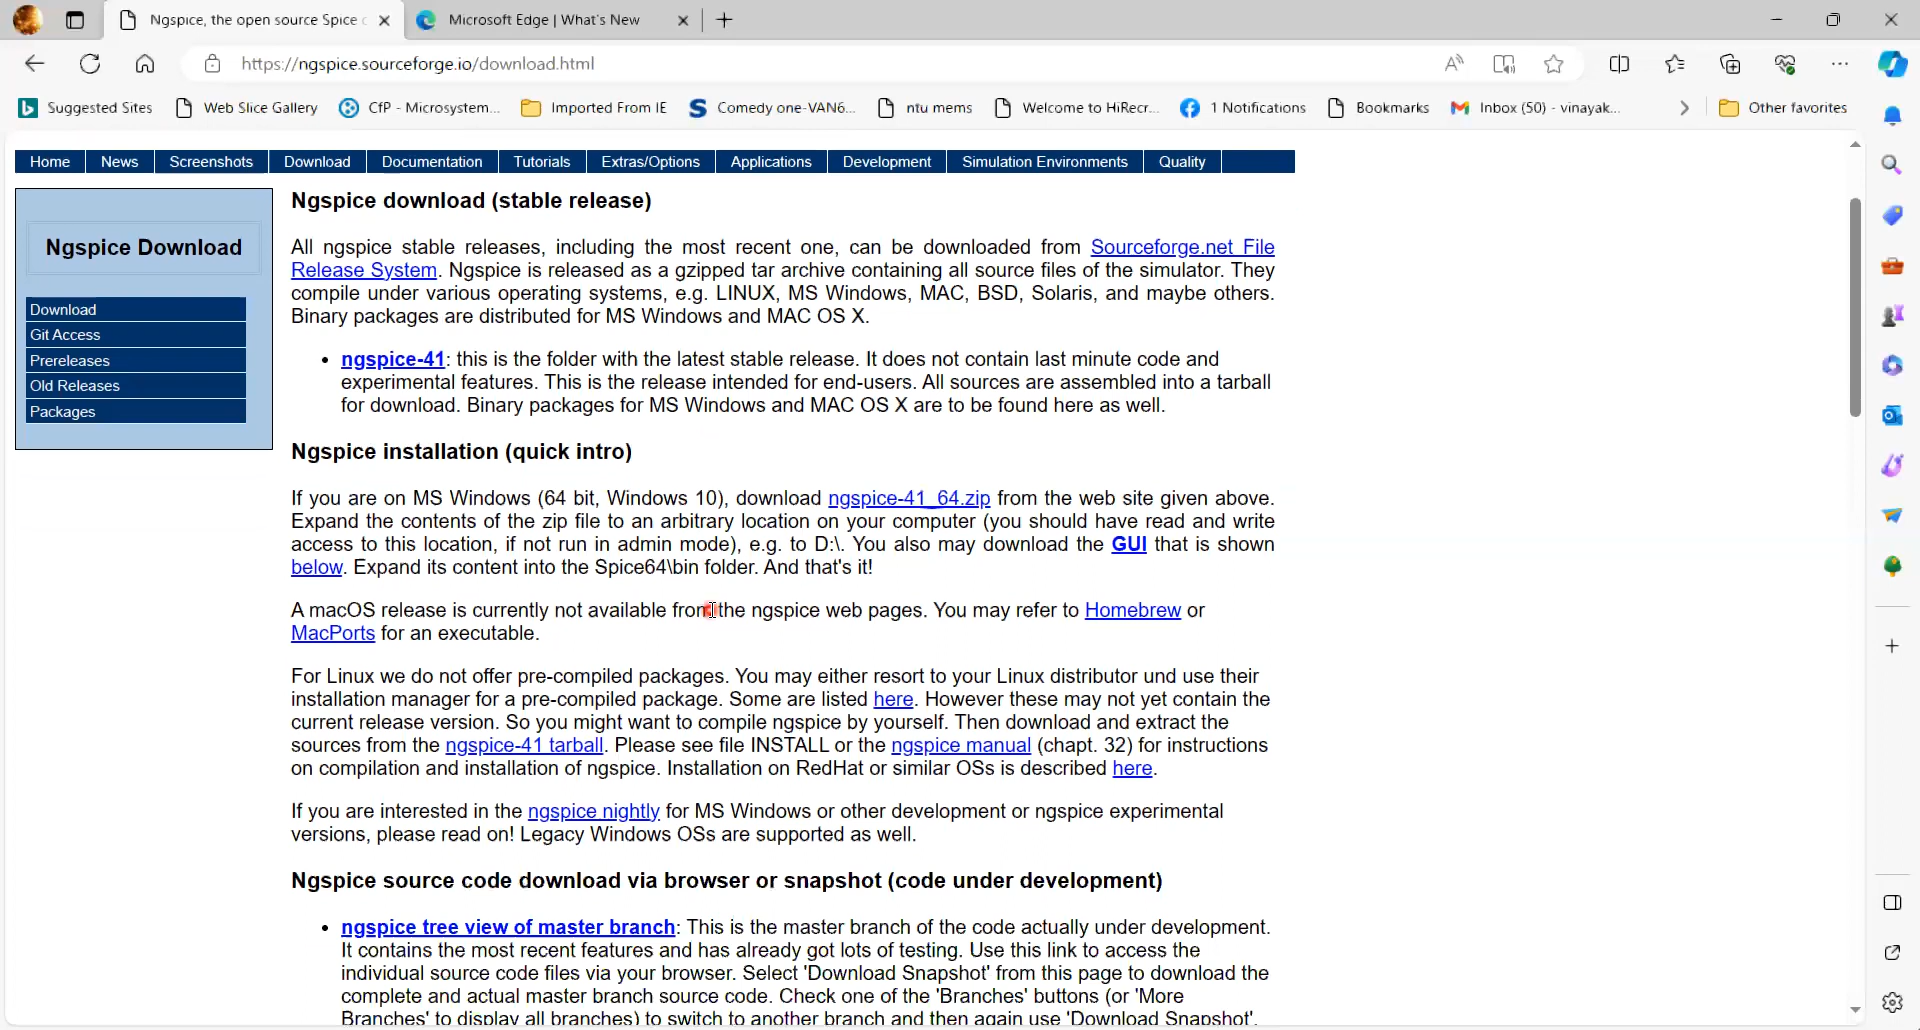 Ngspice, the open source Spice c
Microsoft Edge | What's New
https://ngspice.sourceforge.io/download.html
Suggested Sites
Web Slice Gallery
CfP - Microsystem...
Imported From IE
Comedy one-VAN6...
ntu mems
Welcome to HiRecr...
1 Notifications
Bookmarks
Inbox (50) - vinayak...
Other favorites
Home
News
Screenshots
Download
Documentation
Tutorials
Extras/Options
Applications
Development
Simulation Environments
Quality
Ngspice Download
Download
Git Access
Prereleases
Old Releases
Packages
Ngspice download (stable release)
All ngspice stable releases, including the most recent one, can be downloaded from Sourceforge.net File
Release System. Ngspice is released as a gzipped tar archive containing all source files of the simulator. They
compile under various operating systems, e.g. LINUX, MS Windows, MAC, BSD, Solaris, and maybe others.
Binary packages are distributed for MS Windows and MAC OS X.
• ngspice-41: this is the folder with the latest stable release. It does not contain last minute code and
experimental features. This is the release intended for end-users. All sources are assembled into a tarball
for download. Binary packages for MS Windows and MAC OS X are to be found here as well.
Ngspice installation (quick intro)
If you are on MS Windows (64 bit, Windows 10), download ngspice-41_64.zip from the web site given above.
Expand the contents of the zip file to an arbitrary location on your computer (you should have read and write
access to this location, if not run in admin mode), e.g. to D:\. You also may download the GUI that is shown
below. Expand its content into the Spice64\bin folder. And that's it!
A macOS release is currently not available from the ngspice web pages. You may refer to Homebrew or
MacPorts for an executable.
For Linux we do not offer pre-compiled packages. You may either resort to your Linux distributor und use their
installation manager for a pre-compiled package. Some are listed here. However these may not yet contain the
current release version. So you might want to compile ngspice by yourself. Then download and extract the
sources from the ngspice-41 tarball. Please see file INSTALL or the ngspice manual (chapt. 32) for instructions
on compilation and installation of ngspice. Installation on RedHat or similar OSs is described here.
If you are interested in the ngspice nightly for MS Windows or other development or ngspice experimental
versions, please read on! Legacy Windows OSs are supported as well.
Ngspice source code download via browser or snapshot (code under development)
• ngspice tree view of master branch: This is the master branch of the code actually under development.
It contains the most recent features and has already got lots of testing. Use this link to access the
individual source code files via your browser. Select 'Download Snapshot' from this page to download the
complete and actual master branch source code. Check one of the 'Branches' buttons (or 'More
Branches' to display all branches) to switch to another branch and then again use 'Download Snapshot'.